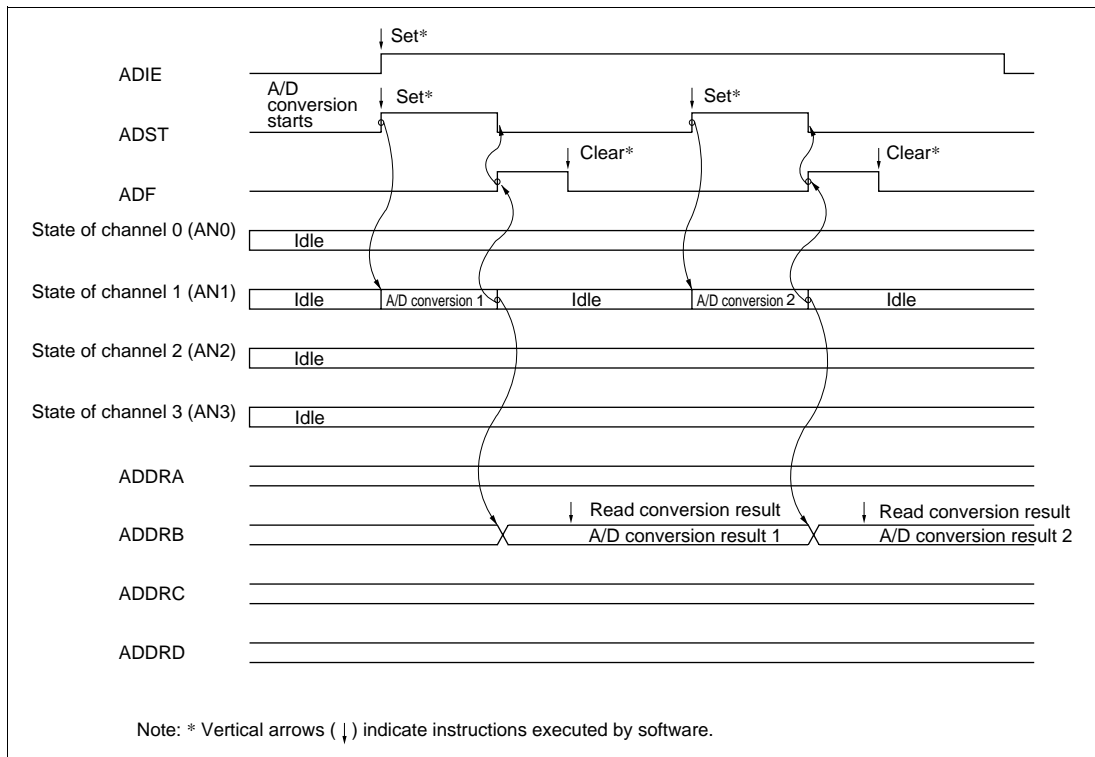 Set*
ADIE
A/D
conversion
starts
Set*
Set*
ADST
Clear*
Clear*
ADF
State of channel 0 (AN0)
Idle
State of channel 1 (AN1)
Idle
A/D conversion 1
Idle
A/D conversion 2
Idle
State of channel 2 (AN2)
Idle
State of channel 3 (AN3)
Idle
ADDRA
Read conversion result
Read conversion result
ADDRB
A/D conversion result 1
A/D conversion result 2
ADDRC
ADDRD
Note: * Vertical arrows ( ↓ ) indicate instructions executed by software.